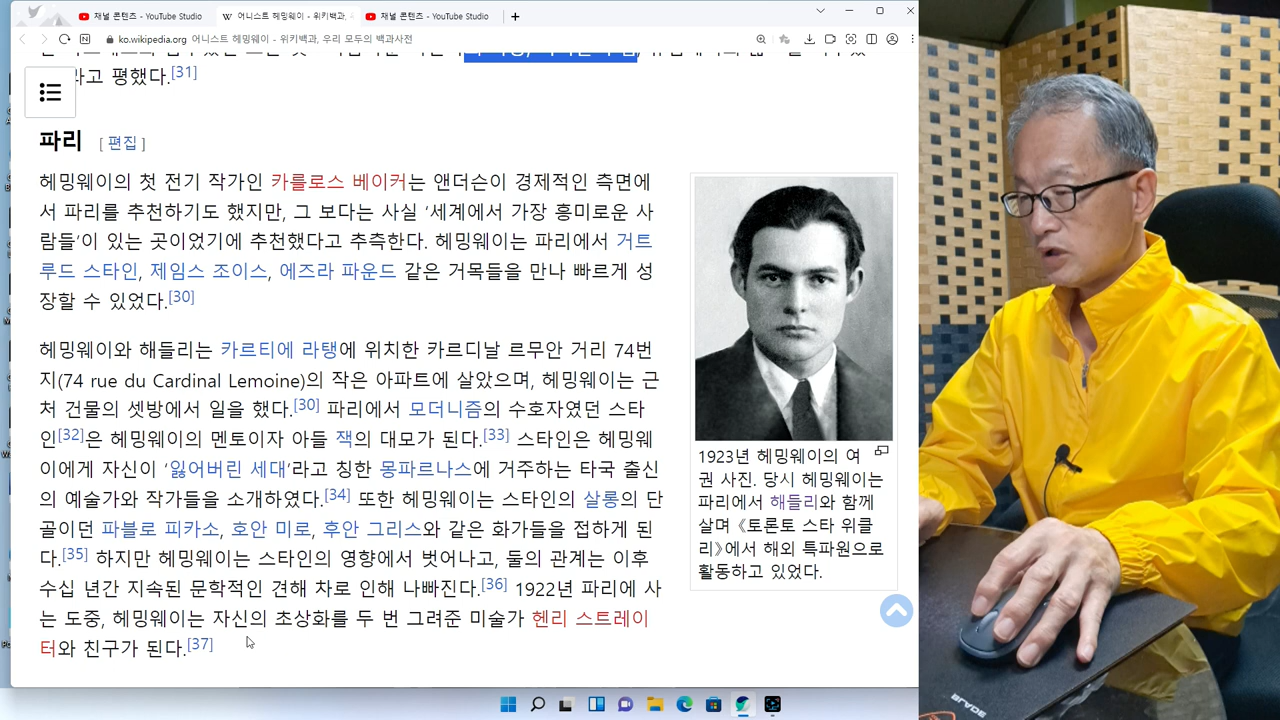 재널 콘텐츠 - YouTube Studio
어니스트 헤밍웨이 - 위키백과,
재널 콘텐츠 - YouTube Studio
ko.wikipedia.org 어니스트 헤밍웨이 - 위키백과, 우리 모두의 백과사전
라고 평했다.[31]
파리 [ 편집 ]
헤밍웨이의 첫 전기 작가인 카를로스 베이커는 앤더슨이 경제적인 측면에
서 파리를 추천하기도 했지만, 그 보다는 사실 ‘세계에서 가장 흥미로운 사
람들’이 있는 곳이었기에 추천했다고 추측한다. 헤밍웨이는 파리에서 거트
루드 스타인, 제임스 조이스, 에즈라 파운드 같은 거목들을 만나 빠르게 성
장할 수 있었다.[30]
헤밍웨이와 해들리는 카르티에 라탱에 위치한 카르디날 르무안 거리 74번
지(74 rue du Cardinal Lemoine)의 작은 아파트에 살았으며, 헤밍웨이는 근
처 건물의 셋방에서 일을 했다.[30] 파리에서 모더니즘의 수호자였던 스타
인[32]은 헤밍웨이의 멘토이자 아들 잭의 대모가 된다.[33] 스타인은 헤밍웨
이에게 자신이 ‘잃어버린 세대’라고 칭한 몽파르나스에 거주하는 타국 출신
의 예술가와 작가들을 소개하였다.[34] 또한 헤밍웨이는 스타인의 살롱의 단
골이던 파블로 피카소, 호안 미로, 후안 그리스와 같은 화가들을 접하게 된
다.[35] 하지만 헤밍웨이는 스타인의 영향에서 벗어나고, 둘의 관계는 이후
수십 년간 지속된 문학적인 견해 차로 인해 나빠진다.[36] 1922년 파리에 사
는 도중, 헤밍웨이는 자신의 초상화를 두 번 그려준 미술가 헨리 스트레이
터와 친구가 된다.[37]
1923년 헤밍웨이의 여
권 사진. 당시 헤밍웨이는
파리에서 해들리와 함께
살며 《토론토 스타 위클
리》에서 해외 특파원으로
활동하고 있었다.
BLADE